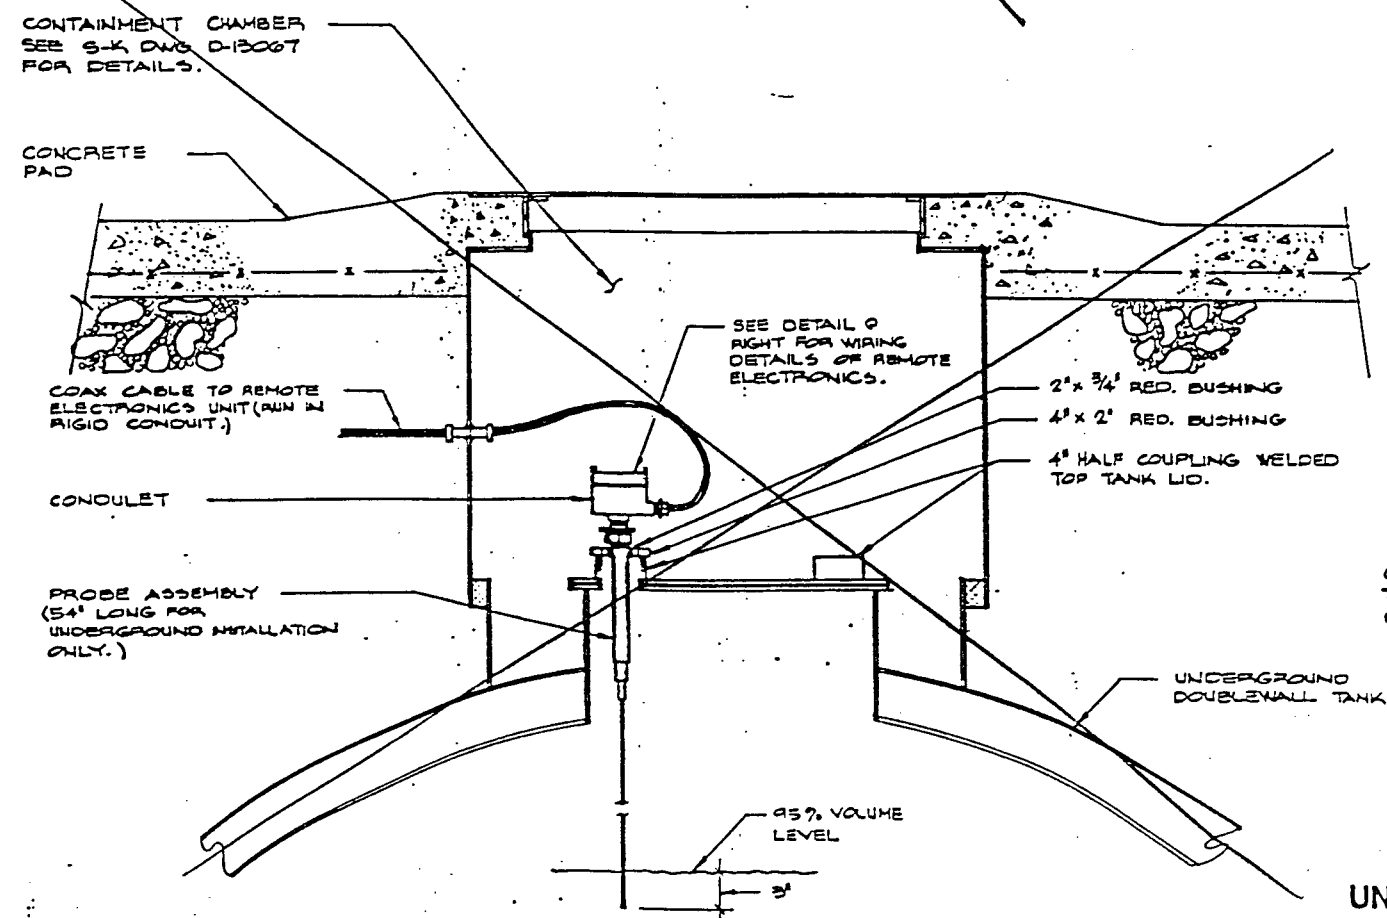 CONTAINMENT CHAMBER
SEE S-K DWG D-13067
FOR DETAILS.
CONCRETE
PAD
SEE DETAIL @
RIGHT FOR WIRING
DETAILS OF REMOTE
ELECTRONICS.
COAX CABLE TO REMOTE
ELECTRONICS UNIT (RUN IN
RIGID CONDUIT.)
2" x 3/4" RED. BUSHING
4" x 2" RED. BUSHING
4" HALF COUPLING WELDED
TOP TANK LID.
CONDULET
PROBE ASSEMBLY
(54" LONG FOR
UNDERGROUND INSTALLATION
ONLY.)
UNDERGROUND
DOUBLEWALL TANK
95% VOLUME
LEVEL
3"
UN